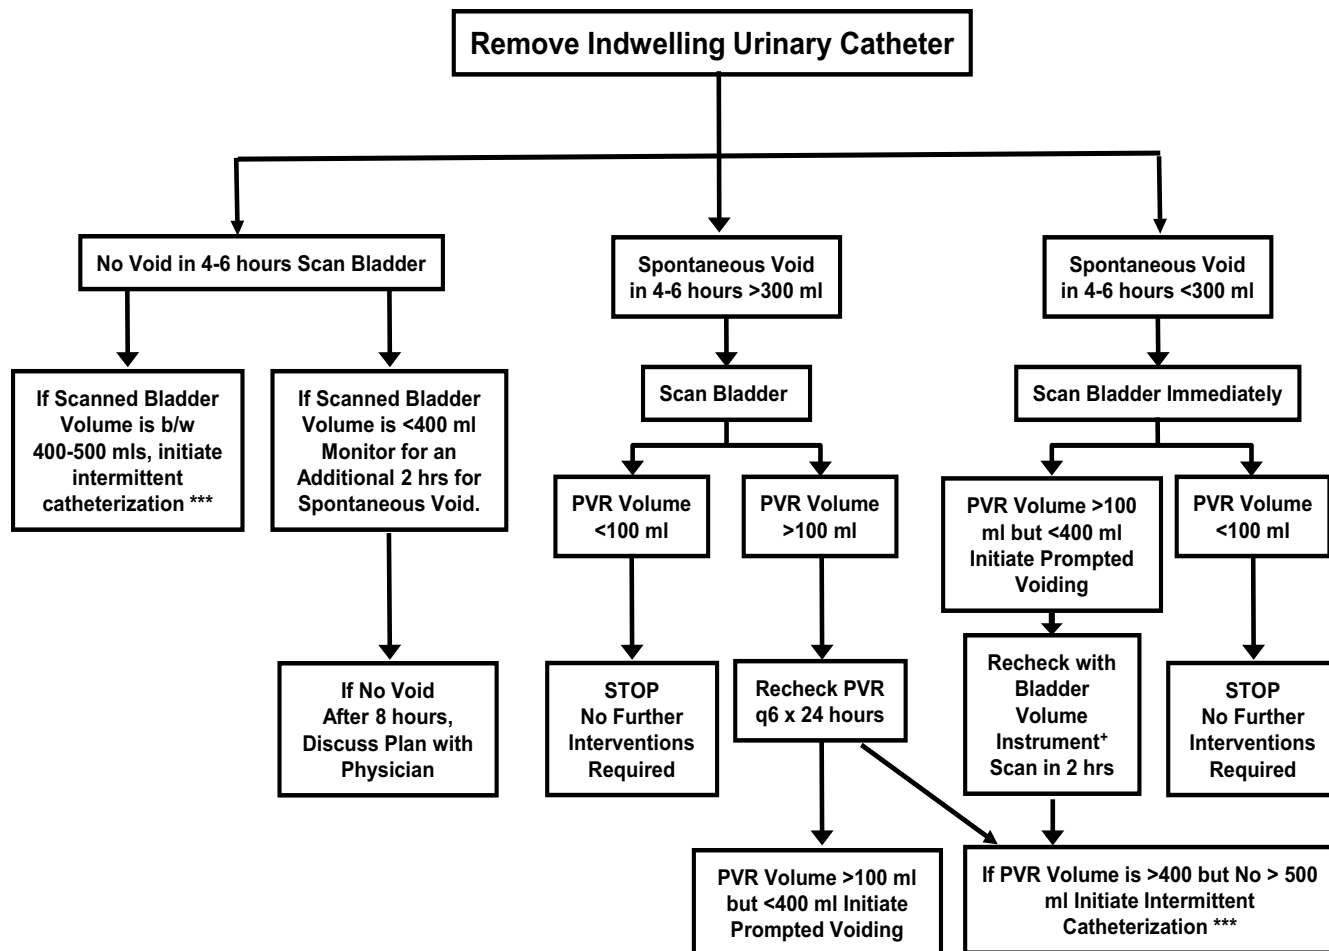 Remove Indwelling Urinary Catheter
No Void in 4-6 hours Scan Bladder
Spontaneous Void
in 4-6 hours >300 ml
Spontaneous Void
in 4-6 hours <300 ml
If Scanned Bladder
Volume is b/w
400-500 mls, initiate
intermittent
catheterization ***
If Scanned Bladder
Volume is <400 ml
Monitor for an
Additional 2 hrs for
Spontaneous Void.
Scan Bladder
Scan Bladder Immediately
PVR Volume
<100 ml
PVR Volume
>100 ml
PVR Volume >100
ml but <400 ml
Initiate Prompted
Voiding
PVR Volume
<100 ml
If No Void
After 8 hours,
Discuss Plan with
Physician
STOP
No Further
Interventions
Required
Recheck PVR
q6 x 24 hours
Recheck with
Bladder
Volume
Instrument⁺
Scan in 2 hrs
STOP
No Further
Interventions
Required
PVR Volume >100 ml
but <400 ml Initiate
Prompted Voiding
If PVR Volume is >400 but No > 500
ml Initiate Intermittent
Catheterization ***